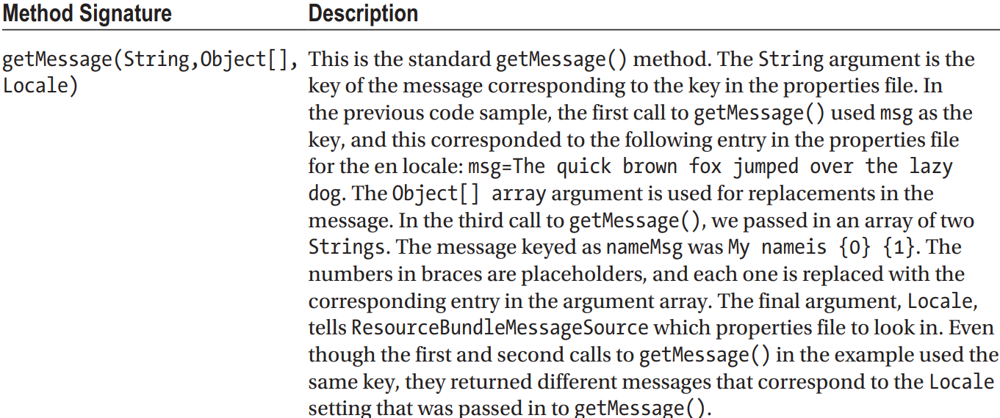 Method Signature Description
getMessage(String,Object[], This is the standard getMessage() method. The String argument is the
Locale) key of the message corresponding to the key in the properties file. In
the previous code sample, the first call to getMessage() used msg as the
key, and this corresponded to the following entry in the properties file
for the en locale: msg=The quick brown fox jumped over the lazy
dog. The Object[] array argument is used for replacements in the
message. In the third call to getMessage(), we passed in an array of two
Strings. The message keyed as nameMsg was My nameis {0} {1}. The
numbers in braces are placeholders, and each one is replaced with the
corresponding entry in the argument array. The final argument, Locale,
tells ResourceBundleMessageSource which properties file to look in. Even
though the first and second calls to getMessage() in the example used the
same key, they returned different messages that correspond to the Locale
setting that was passed in to getMessage().